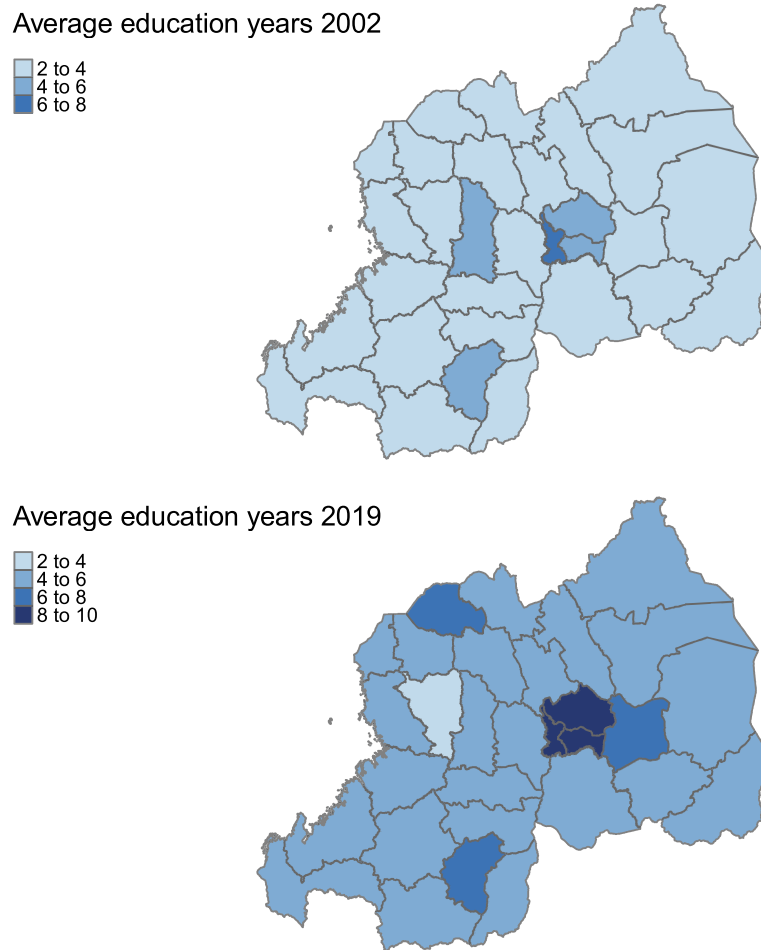 Average education years 2002
2 to 4
4 to 6
6 to 8
Average education years 2019
2 to 4
4 to 6
6 to 8
8 to 10